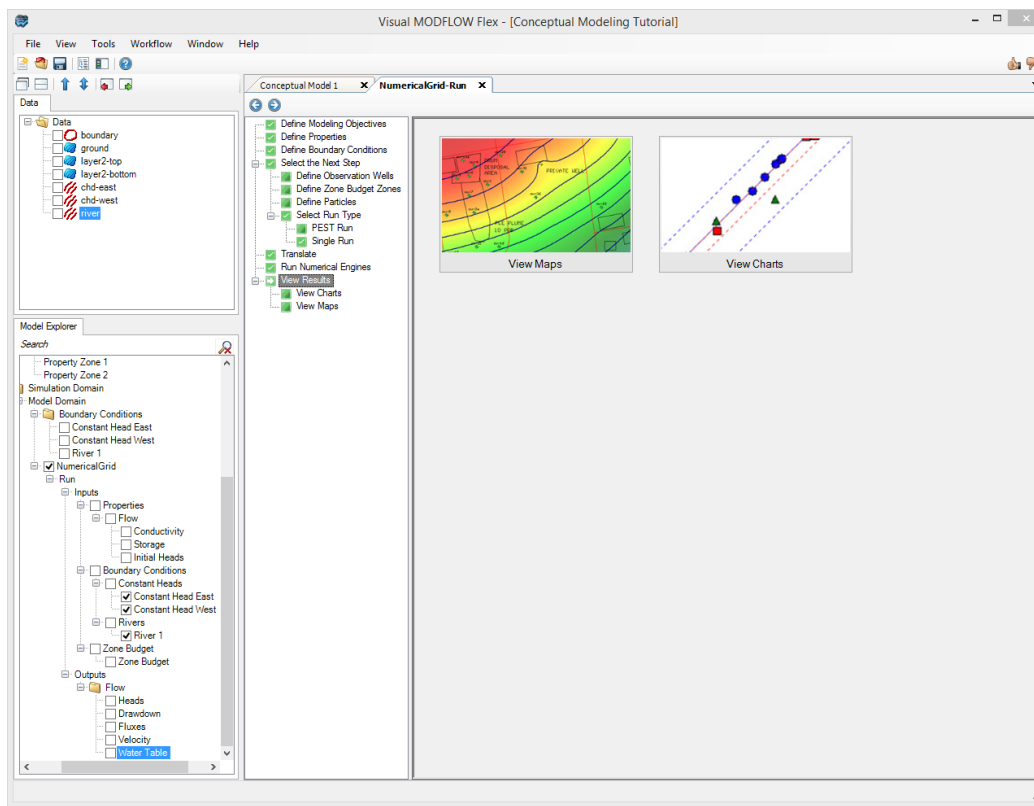 Visual MODFLOW Flex - [Conceptual Modeling Tutorial]
File View Tools Workflow Window Help
Data
Data
boundary
ground
layer2-top
layer2-bottom
chd-east
chd-west
river
Model Explorer
Search
Property Zone 1
Property Zone 2
Simulation Domain
Model Domain
Boundary Conditions
Constant Head East
Constant Head West
River 1
NumericalGrid
Run
Inputs
Properties
Flow
Conductivity
Storage
Initial Heads
Boundary Conditions
Constant Heads
Constant Head East
Constant Head West
Rivers
River 1
Zone Budget
Zone Budget
Outputs
Flow
Heads
Drawdown
Fluxes
Velocity
Water Table
Conceptual Model 1 X NumericalGrid-Run X
Define Modeling Objectives
Define Properties
Define Boundary Conditions
Select the Next Step
Define Observation Wells
Define Zone Budget Zones
Define Particles
Select Run Type
PEST Run
Single Run
Translate
Run Numerical Engines
View Results
View Charts
View Maps
DISPOSAL
AREA
PRIVATE WELL
View Maps
View Charts